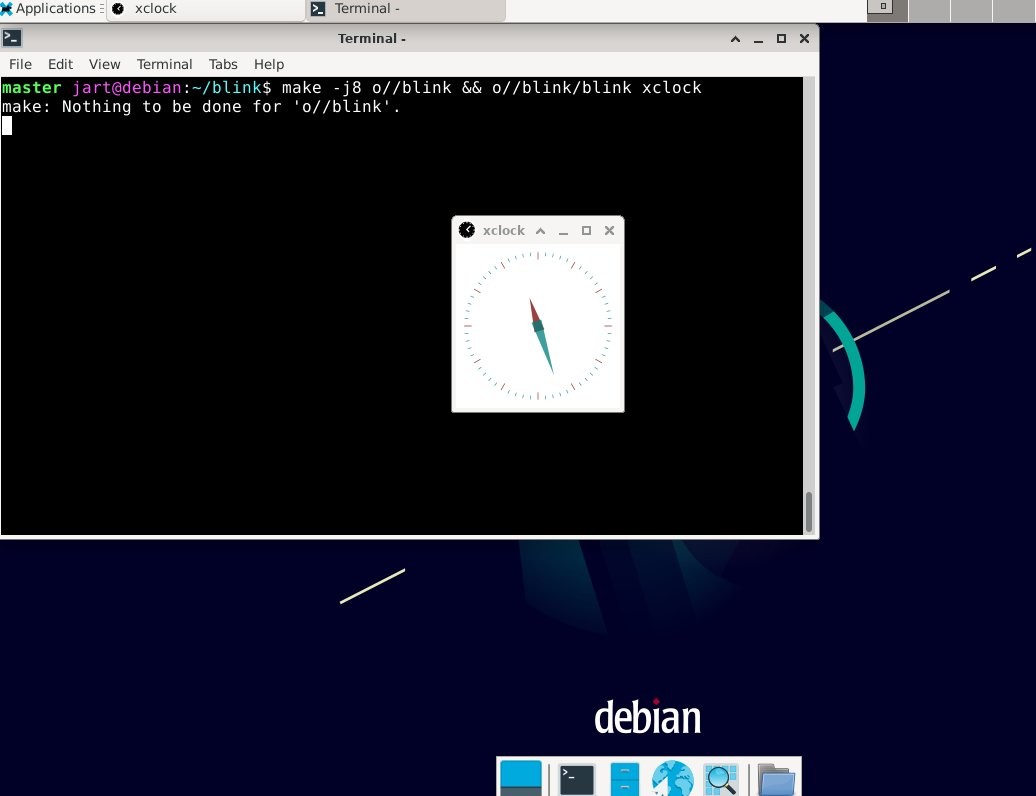 Applications
xclock
Terminal -
Terminal -
File Edit View Terminal Tabs Help
master jart@debian:~/blink$ make -j8 o//blink && o//blink/blink xclock
make: Nothing to be done for 'o//blink'.
xclock
debian